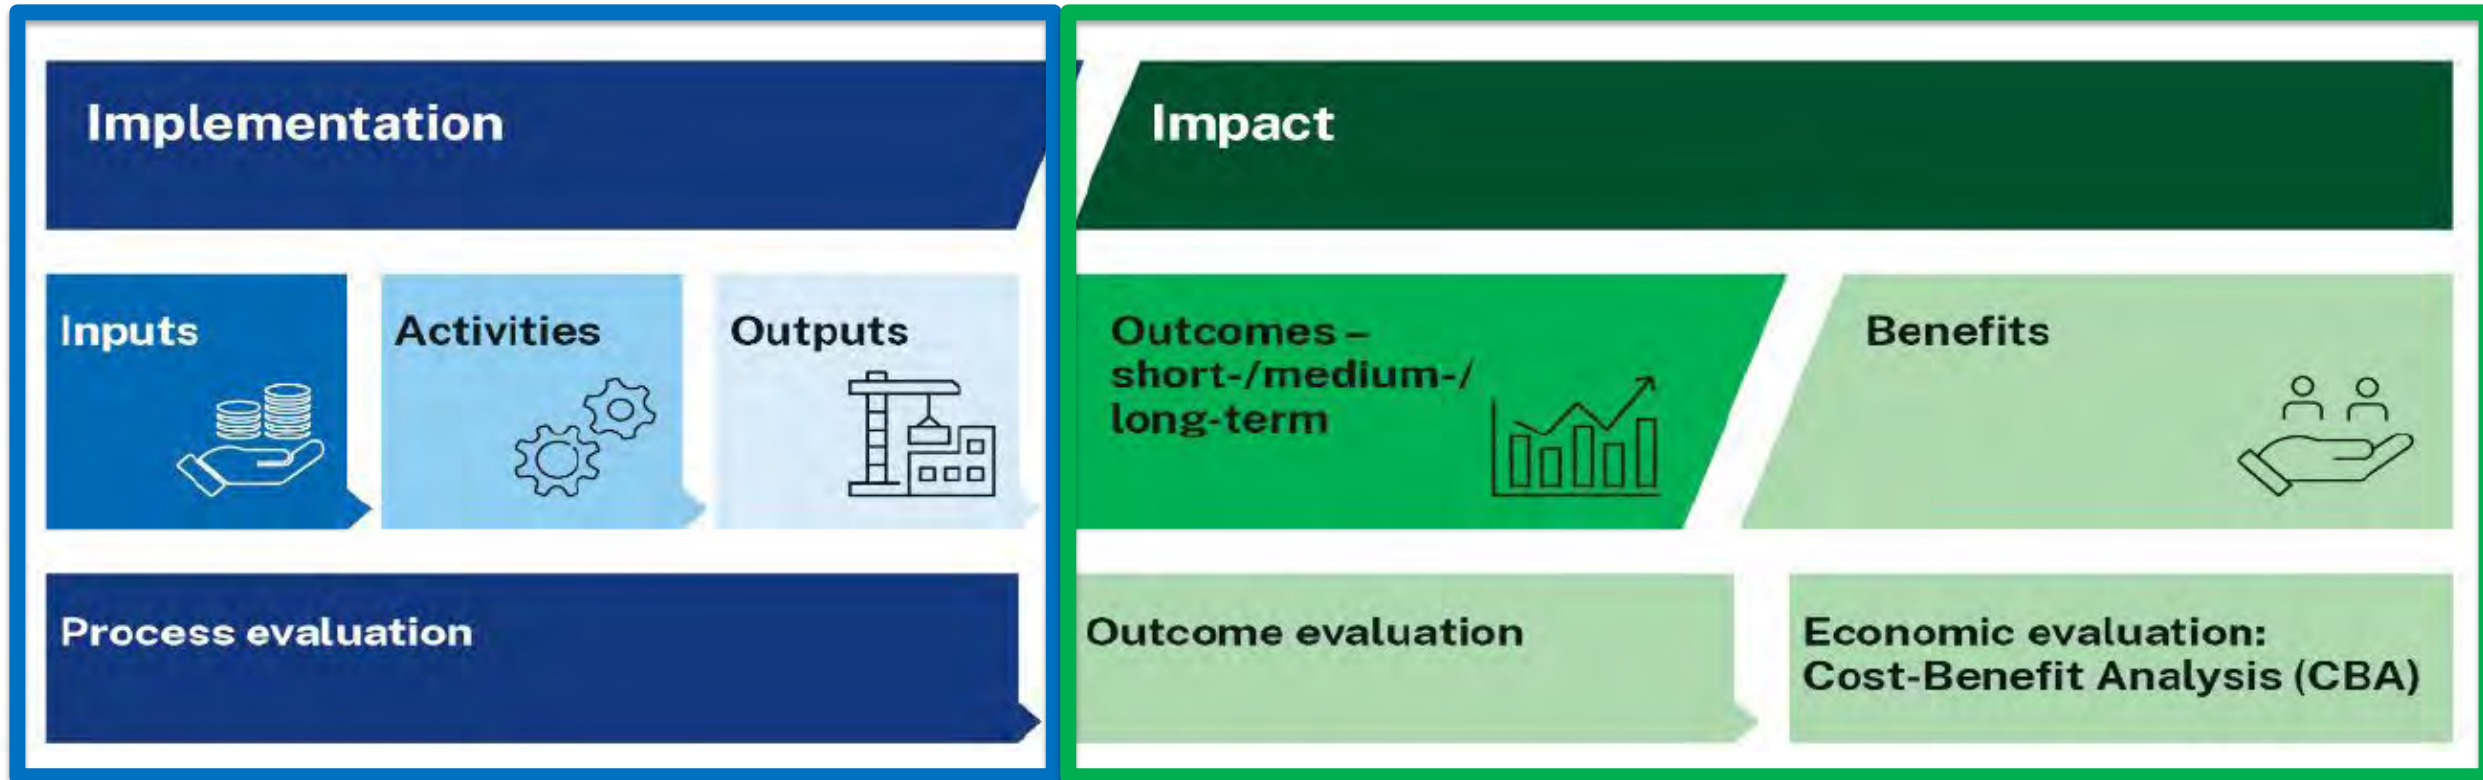 Implementation
Impact
Inputs
Activities
Outputs
Outcomes –
short-/medium-/
long-term
Benefits
Process evaluation
Outcome evaluation
Economic evaluation:
Cost-Benefit Analysis (CBA)